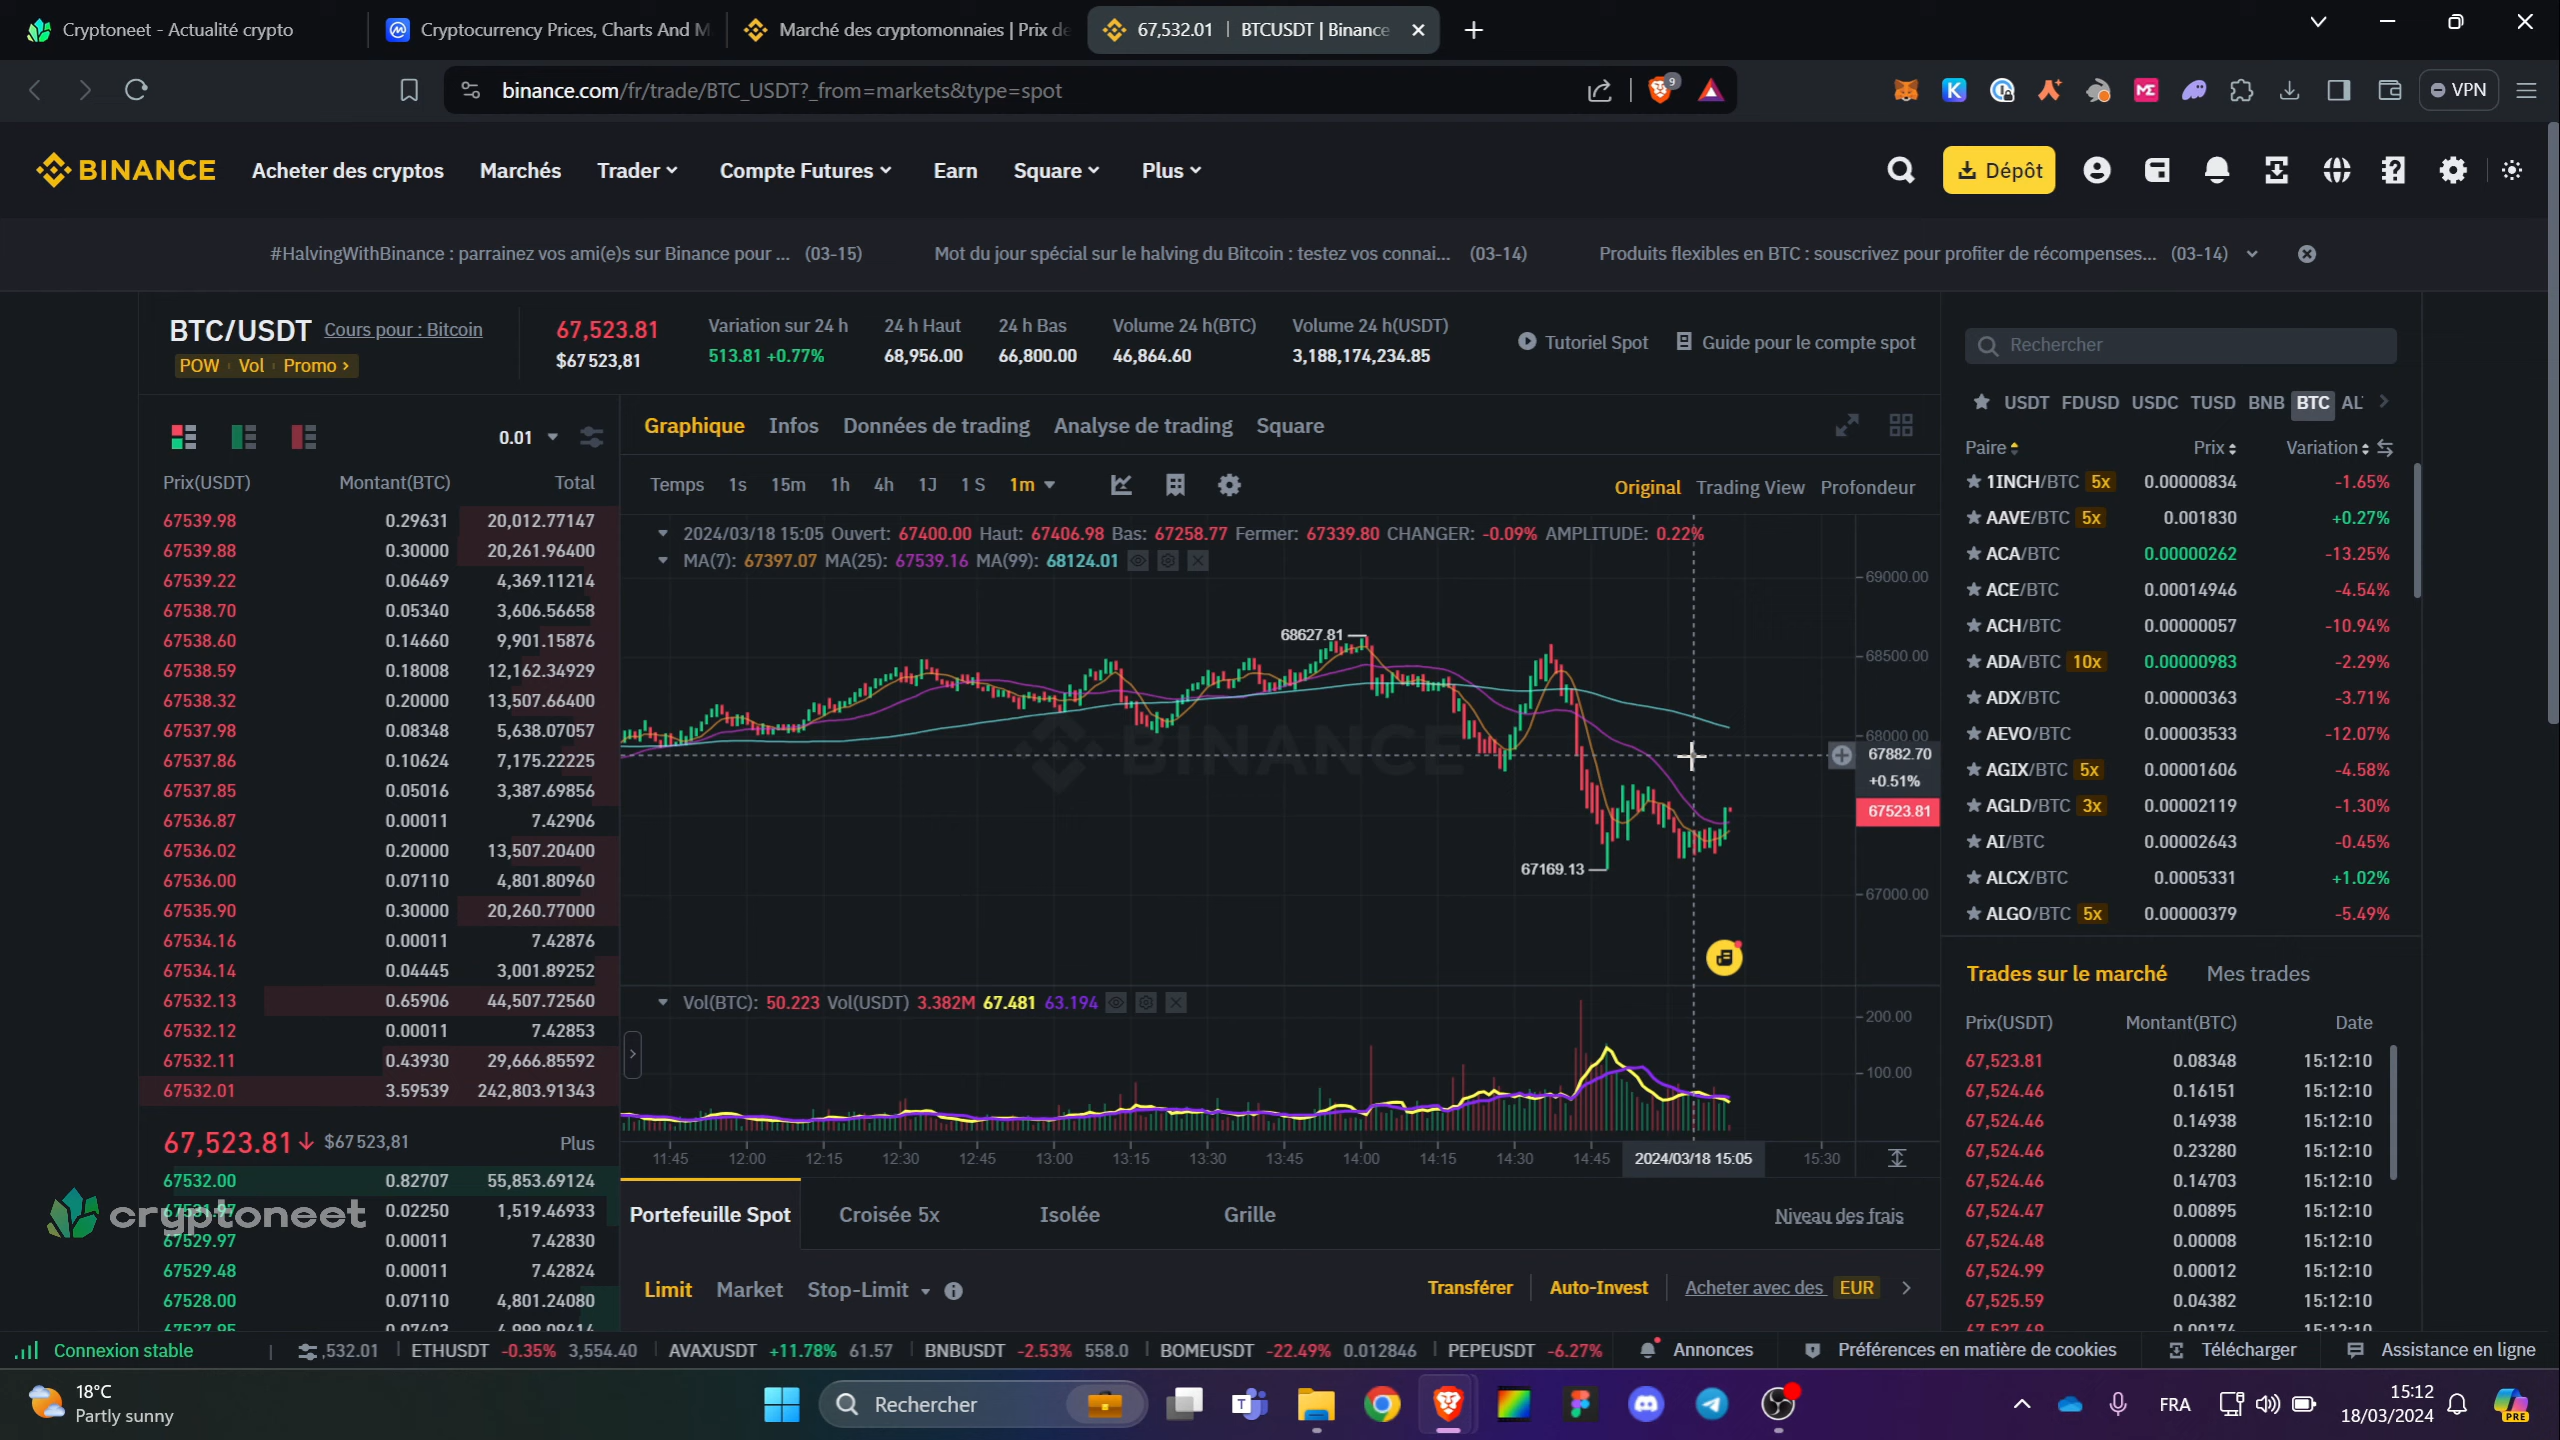 Cryptoneet - Actualité crypto
Cryptocurrency Prices, Charts And M
Marché des cryptomonnaies | Prix de
67,532.01 | BTCUSDT | Binance
binance.com/fr/trade/BTC_USDT?_from=markets&type=spot
9
VPN
BINANCE
Acheter des cryptos
Marchés
Trader
Compte Futures
Earn
Square
Plus
Dépôt
#HalvingWithBinance : parrainez vos ami(e)s sur Binance pour ... (03-15)
Mot du jour spécial sur le halving du Bitcoin : testez vos connai... (03-14)
Produits flexibles en BTC : souscrivez pour profiter de récompenses... (03-14)
BTC/USDT Cours pour : Bitcoin
POW Vol Promo
67,523.81
$67 523,81
Variation sur 24 h
513.81 +0.77%
24 h Haut
68,956.00
24 h Bas
66,800.00
Volume 24 h(BTC)
46,864.60
Volume 24 h(USDT)
3,188,174,234.85
Tutoriel Spot
Guide pour le compte spot
0.01
Prix(USDT) Montant(BTC) Total
67539.98 0.29631 20,012.77147
67539.88 0.30000 20,261.96400
67539.22 0.06469 4,369.11214
67538.70 0.05340 3,606.56658
67538.60 0.14660 9,901.15876
67538.59 0.18008 12,162.34929
67538.32 0.20000 13,507.66400
67537.98 0.08348 5,638.07057
67537.86 0.10624 7,175.22225
67537.85 0.05016 3,387.69856
67536.87 0.00011 7.42906
67536.02 0.20000 13,507.20400
67536.00 0.07110 4,801.80960
67535.90 0.30000 20,260.77000
67534.16 0.00011 7.42876
67534.14 0.04445 3,001.89252
67532.13 0.65906 44,507.72560
67532.12 0.00011 7.42853
67532.11 0.43930 29,666.85592
67532.01 3.59539 242,803.91343
67,523.81 $67 523,81 Plus
67532.00 0.82707 55,853.69124
67531.97 0.02250 1,519.46933
67529.97 0.00011 7.42830
67529.48 0.00011 7.42824
67528.00 0.07110 4,801.24080
cryptoneet
Graphique Infos Données de trading Analyse de trading Square
Temps 1s 15m 1h 4h 1J 1 S 1m
Original Trading View Profondeur
2024/03/18 15:05 Ouvert: 67400.00 Haut: 67406.98 Bas: 67258.77 Fermer: 67339.80 CHANGER: -0.09% AMPLITUDE: 0.22%
MA(7): 67397.07 MA(25): 67539.16 MA(99): 68124.01
69000.00
68627.81
68500.00
68000.00
BINANCE
67882.70
+0.51%
67523.81
67169.13
67000.00
Vol(BTC): 50.223 Vol(USDT) 3.382M 67.481 63.194
200.00
100.00
11:45 12:00 12:15 12:30 12:45 13:00 13:15 13:30 13:45 14:00 14:15 14:30 14:45 2024/03/18 15:05 15:30
Portefeuille Spot Croisée 5x Isolée Grille
Niveau des frais
Limit Market Stop-Limit
Transférer Auto-Invest Acheter avec des EUR
Rechercher
USDT FDUSD USDC TUSD BNB BTC AL
Paire Prix Variation
1INCH/BTC 5x 0.00000834 -1.65%
AAVE/BTC 5x 0.001830 +0.27%
ACA/BTC 0.00000262 -13.25%
ACE/BTC 0.00014946 -4.54%
ACH/BTC 0.00000057 -10.94%
ADA/BTC 10x 0.00000983 -2.29%
ADX/BTC 0.00000363 -3.71%
AEVO/BTC 0.00003533 -12.07%
AGIX/BTC 5x 0.00001606 -4.58%
AGLD/BTC 3x 0.00002119 -1.30%
AI/BTC 0.00002643 -0.45%
ALCX/BTC 0.0005331 +1.02%
ALGO/BTC 5x 0.00000379 -5.49%
Trades sur le marché Mes trades
Prix(USDT) Montant(BTC) Date
67,523.81 0.08348 15:12:10
67,524.46 0.16151 15:12:10
67,524.46 0.14938 15:12:10
67,524.46 0.23280 15:12:10
67,524.46 0.14703 15:12:10
67,524.47 0.00895 15:12:10
67,524.48 0.00008 15:12:10
67,524.99 0.00012 15:12:10
67,525.59 0.04382 15:12:10
Connexion stable
,532.01
ETHUSDT -0.35% 3,554.40
AVAXUSDT +11.78% 61.57
BNBUSDT -2.53% 558.0
BOMEUSDT -22.49% 0.012846
PEPEUSDT -6.27%
Annonces
Préférences en matière de cookies
Télécharger
Assistance en ligne
18°C
Partly sunny
Rechercher
FRA
15:12
18/03/2024
PRE